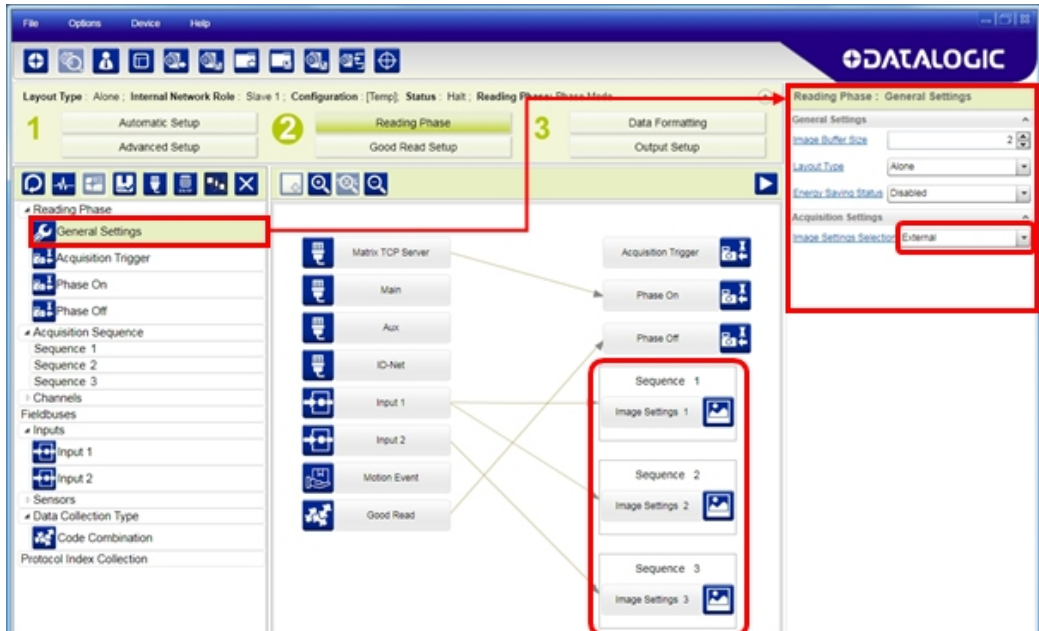 File Options Device Help
DATALOGIC
Layout Type : Alone ; Internal Network Role : Slave 1 ; Configuration : [Temp]; Status : Halt ; Reading Phase: Phase Mode
1
Automatic Setup
Advanced Setup
2
Reading Phase
Good Read Setup
3
Data Formatting
Output Setup
Reading Phase
General Settings
Acquisition Trigger
Phase On
Phase Off
Acquisition Sequence
Sequence 1
Sequence 2
Sequence 3
Channels
Fieldbuses
Inputs
Input 1
Input 2
Sensors
Data Collection Type
Code Combination
Protocol Index Collection
Matrix TCP Server
Main
Aux
ID-Net
Input 1
Input 2
Motion Event
Good Read
Acquisition Trigger
Phase On
Phase Off
Sequence 1
Image Settings 1
Sequence 2
Image Settings 2
Sequence 3
Image Settings 3
Reading Phase : General Settings
General Settings
Image Buffer Size 2
Layout Type Alone
Energy Saving Status Disabled
Acquisition Settings
Image Settings Selection External